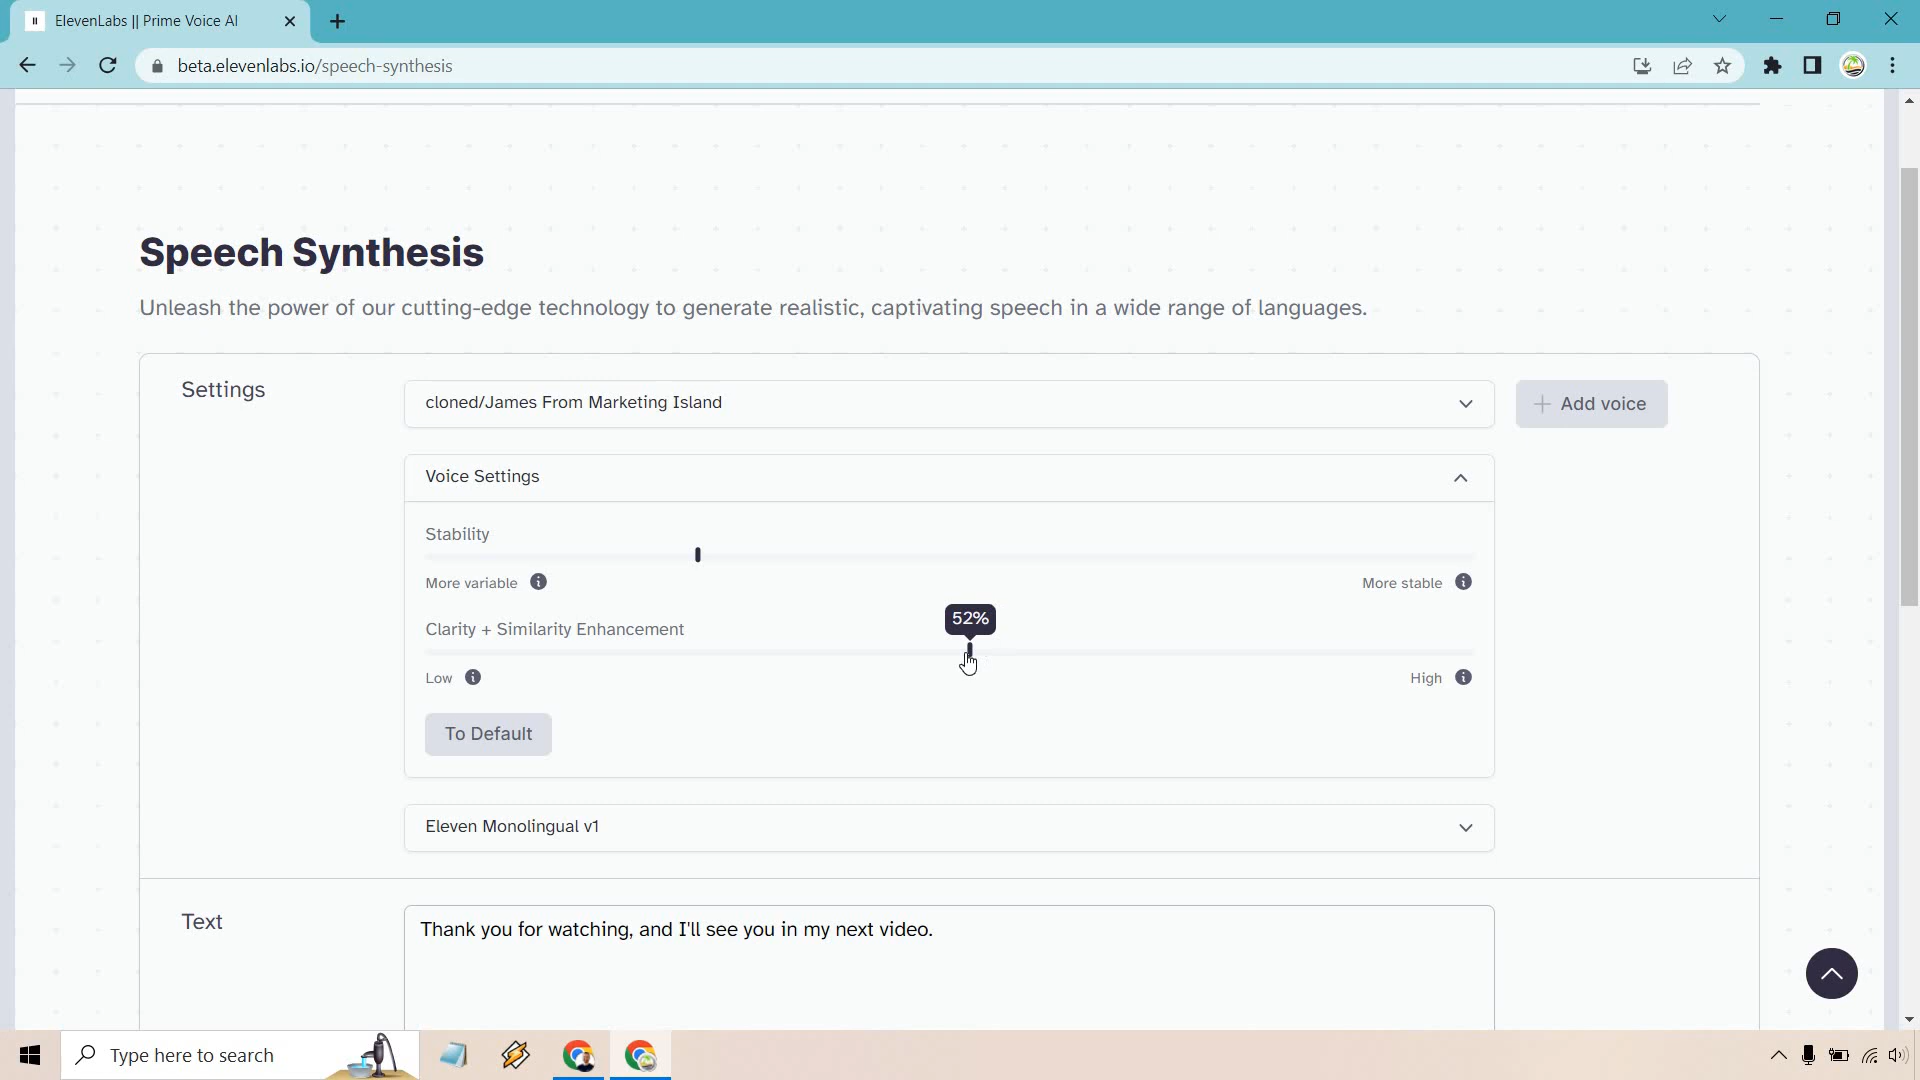 ElevenLabs || Prime Voice AI
beta.elevenlabs.io/speech-synthesis
Speech Synthesis
Unleash the power of our cutting-edge technology to generate realistic, captivating speech in a wide range of languages.
Settings
cloned/James From Marketing Island
+ Add voice
Voice Settings
Stability
More variable
More stable
52%
Clarity + Similarity Enhancement
Low
High
To Default
Eleven Monolingual v1
Text
Thank you for watching, and I'll see you in my next video.
Type here to search